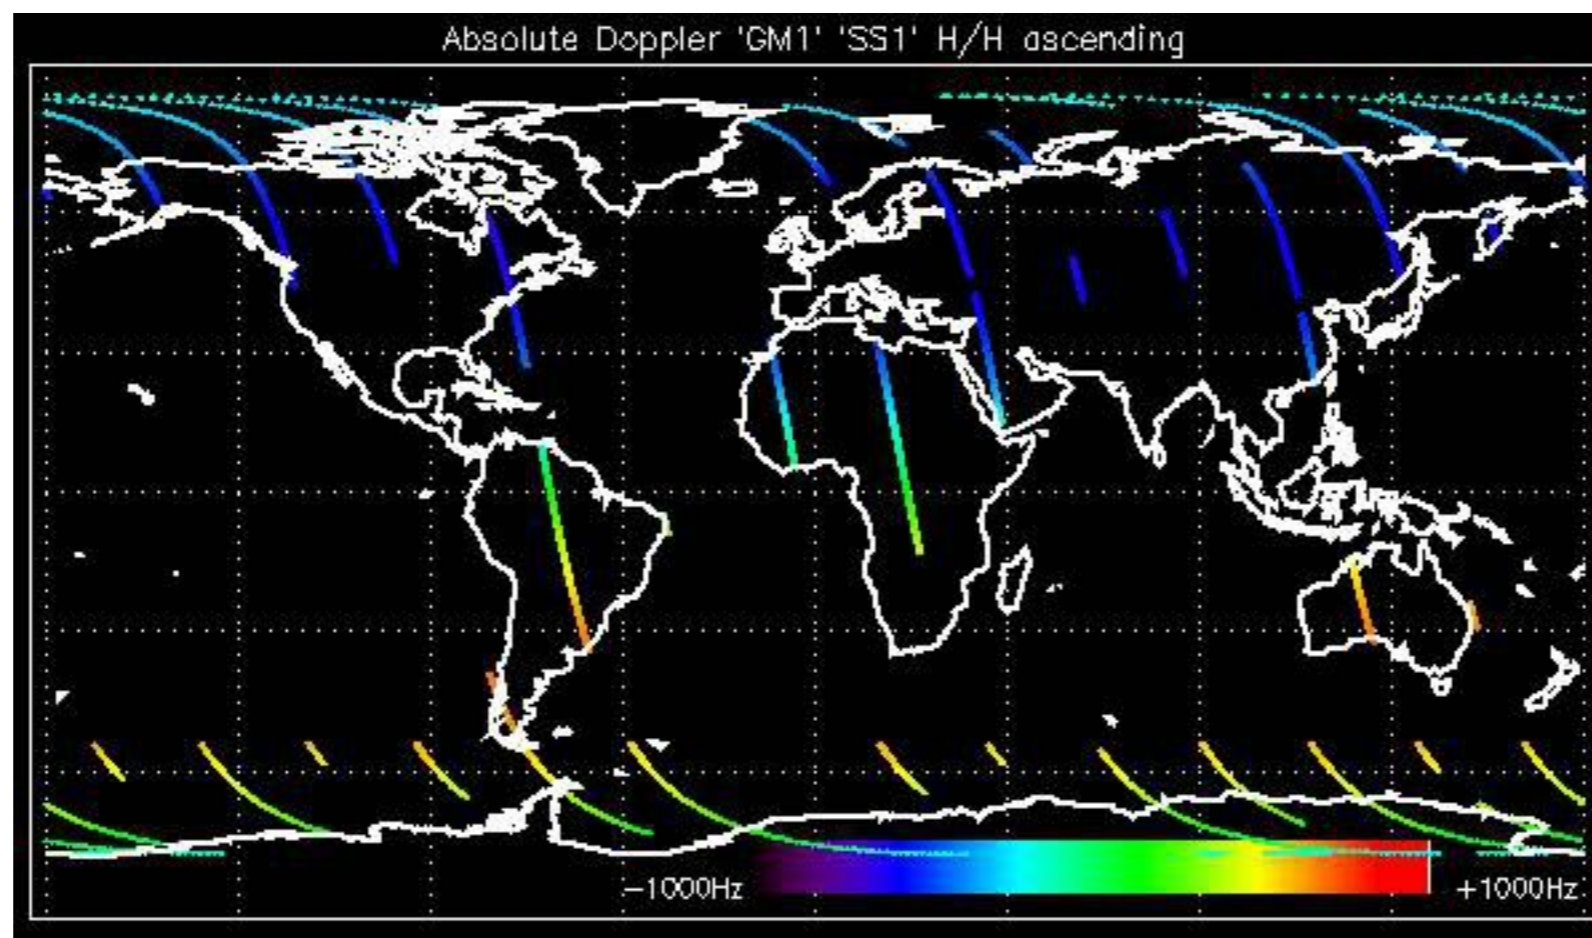 Absolute Doppler 'GM1' 'SS1' H/H ascending
-1000Hz +1000Hz